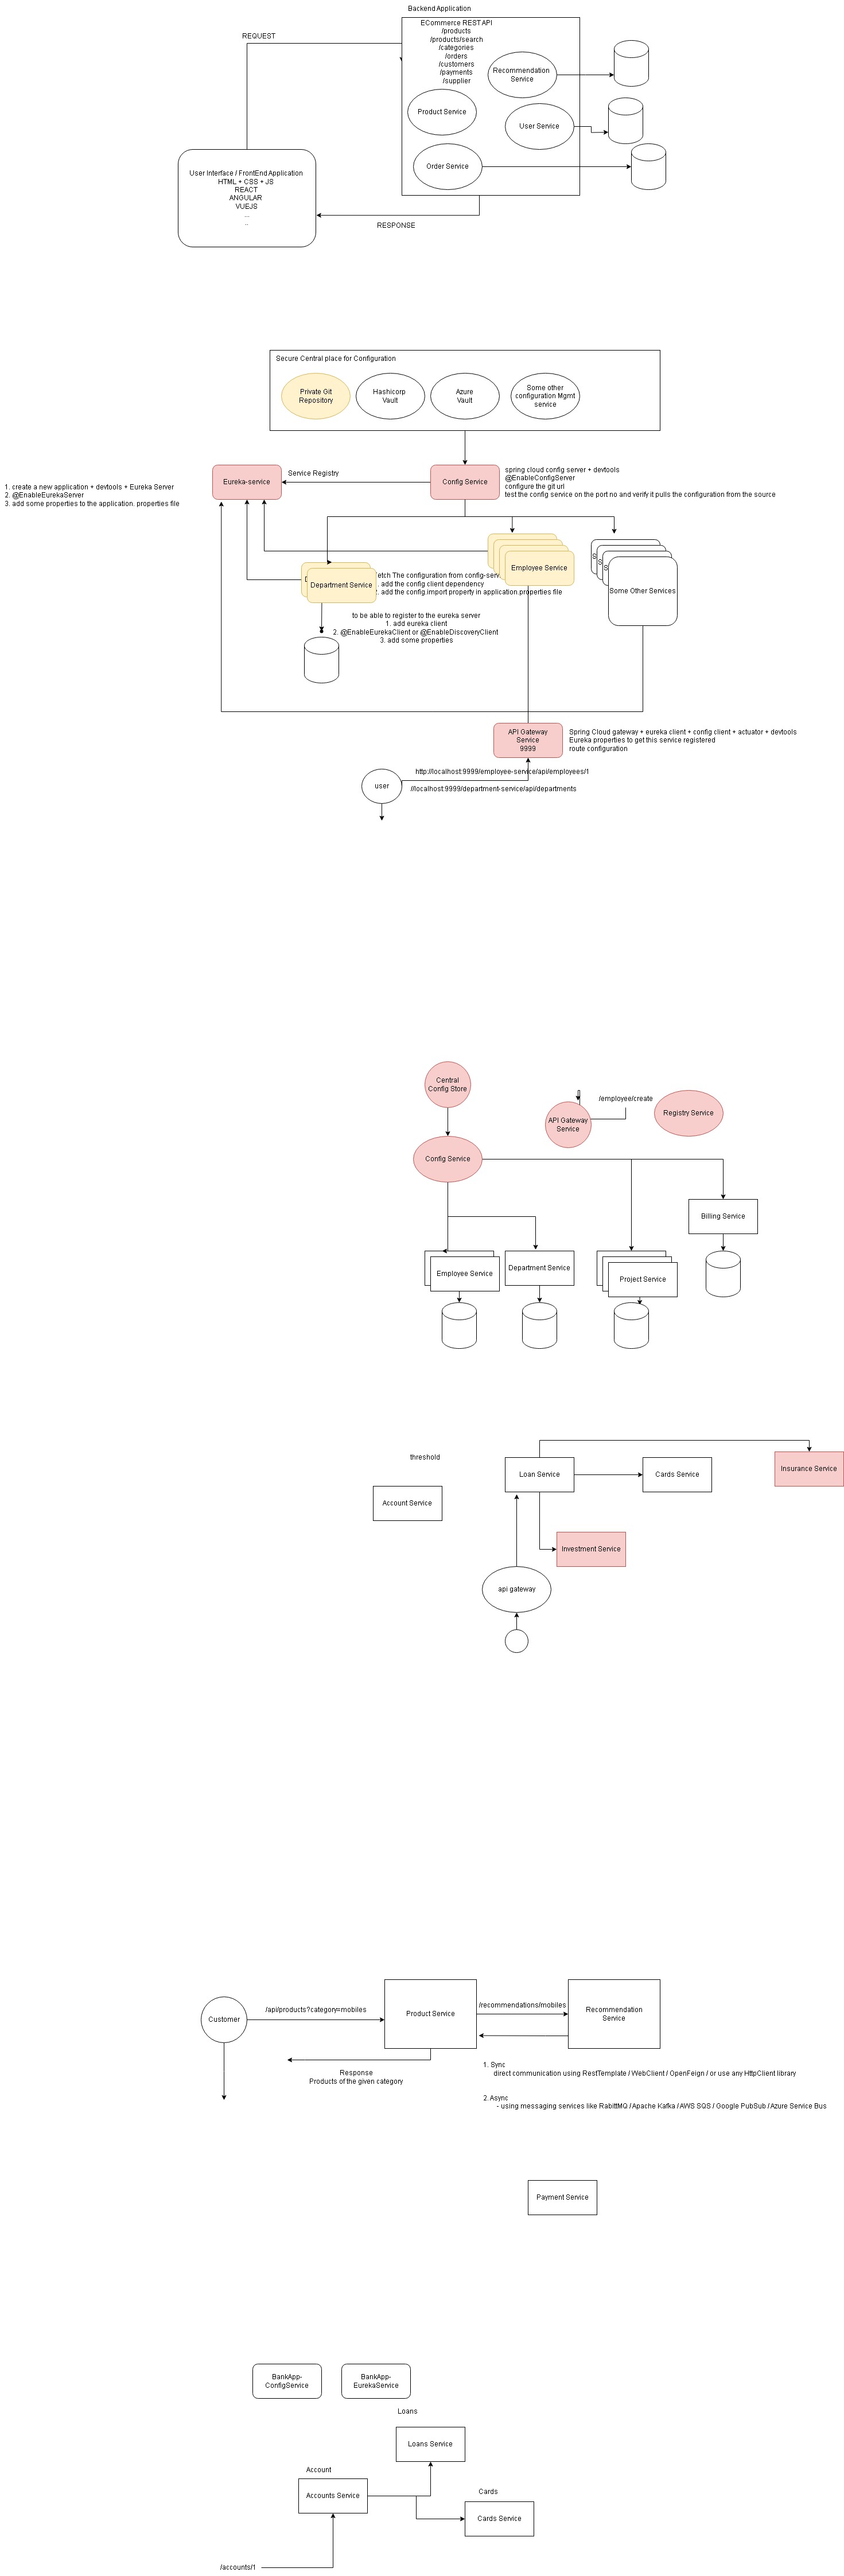 Backend Application
ECommerce REST API
/products
/products/search
/categories
/orders
/customers
/payments
/supplier
REQUEST
Recommendation
Service
Product Service
User Service
Order Service
User Interface / FrontEnd Application
HTML + CSS + JS
REACT
ANGULAR
VUEJS
...
..
RESPONSE
Secure Central place for Configuration
Private Git
Repository
Hashicorp
Vault
Azure
Vault
Some other
configuration Mgmt
service
Eureka-service
Service Registry
Config Service
spring cloud config server + devtools
@EnableConfigServer
configure the git url
test the config service on the port no and verify it pulls the configuration from the source
1. create a new application + devtools + Eureka Server
2. @EnableEurekaServer
3. add some properties to the application. properties file
Employee Service
Department Service
etch The configuration from config-serv
. add the config client dependency
. add the config.import property in application.properties file
Some Other Services
to be able to register to the eureka server
1. add eureka client
2. @EnableEurekaClient or @EnableDiscoveryClient
3. add some properties
API Gateway
Service
9999
Spring Cloud gateway + eureka client + config client + actuator + devtools
Eureka properties to get this service registered
route configuration
http://localhost:9999/employee-service/api/employees/1
user
//localhost:9999/department-service/api/departments
Central
Config Store
/employee/create
API Gateway
Service
Registry Service
Config Service
Billing Service
Employee Service
Department Service
Project Service
threshold
Loan Service
Cards Service
Insurance Service
Account Service
Investment Service
api gateway
Customer
/api/products?category=mobiles
Product Service
/recommendations/mobiles
Recommendation
Service
Response
Products of the given category
1. Sync
direct communication using RestTemplate / WebClient / OpenFeign / or use any HttpClient library
2. Async
- using messaging services like RabittMQ / Apache Kafka / AWS SQS / Google PubSub / Azure Service Bus
Payment Service
BankApp-
ConfigService
BankApp-
EurekaService
Loans
Loans Service
Account
Accounts Service
Cards
Cards Service
/accounts/1